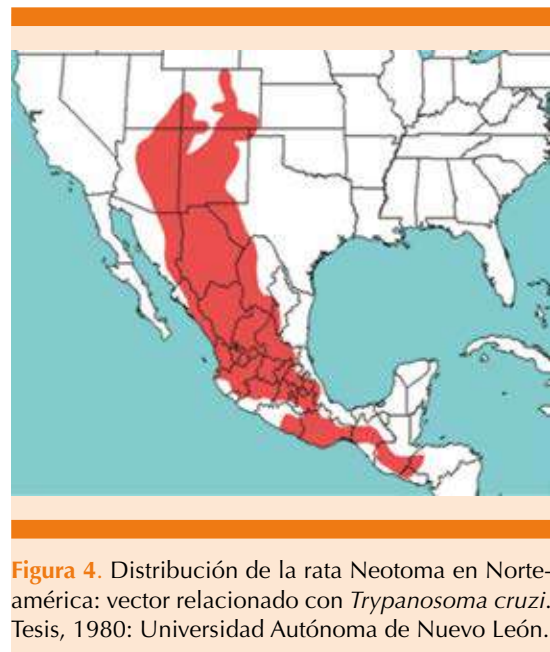 Figura 4. Distribución de la rata Neotoma en Norte-
américa: vector relacionado con Trypanosoma cruzi.
Tesis, 1980: Universidad Autónoma de Nuevo León.